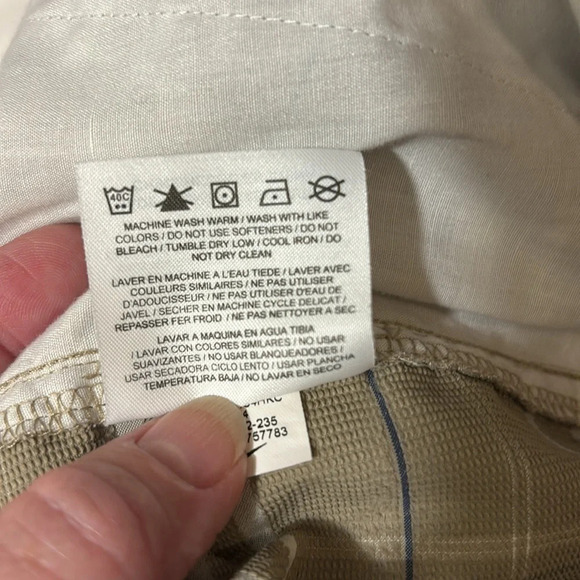 40C
MACHINE WASH WARM / WASH WITH LIKE
COLORS / DO NOT USE SOFTENERS / DO NOT
BLEACH / TUMBLE DRY LOW / COOL IRON / DO
NOT DRY CLEAN
LAVER EN MACHINE A L'EAU TIEDE / LAVER AVEC
COULEURS SIMILAIRES / NE PAS UTILISER
D'ADOUCISSEUR / NE PAS UTILISER D'EAU DE
JAVEL / SECHER EN MACHINE CYCLE DELICAT /
REPASSER FER FROID / NE PAS NETTOYER A SEC
LAVAR A MAQUINA EN AGUA TIBIA
/ LAVAR CON COLORES SIMILARES / NO USAR
SUAVIZANTES / NO USAR BLANQUEADORES /
USAR SECADORA CICLO LENTO / USAR PLANCHA
TEMPERATURA BAJA / NO LAVAR EN SECO
2-235
757783